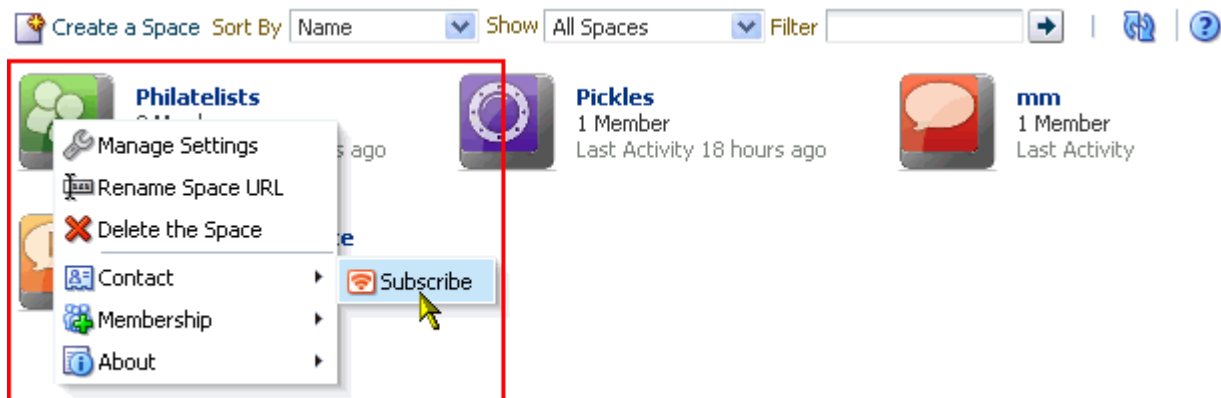 Create a Space Sort By Name Show All Spaces Filter
Philatelists
Pickles
1 Member
Last Activity 18 hours ago
mm
1 Member
Last Activity
s ago
Manage Settings
Rename Space URL
Delete the Space
Contact
Membership
About
Subscribe